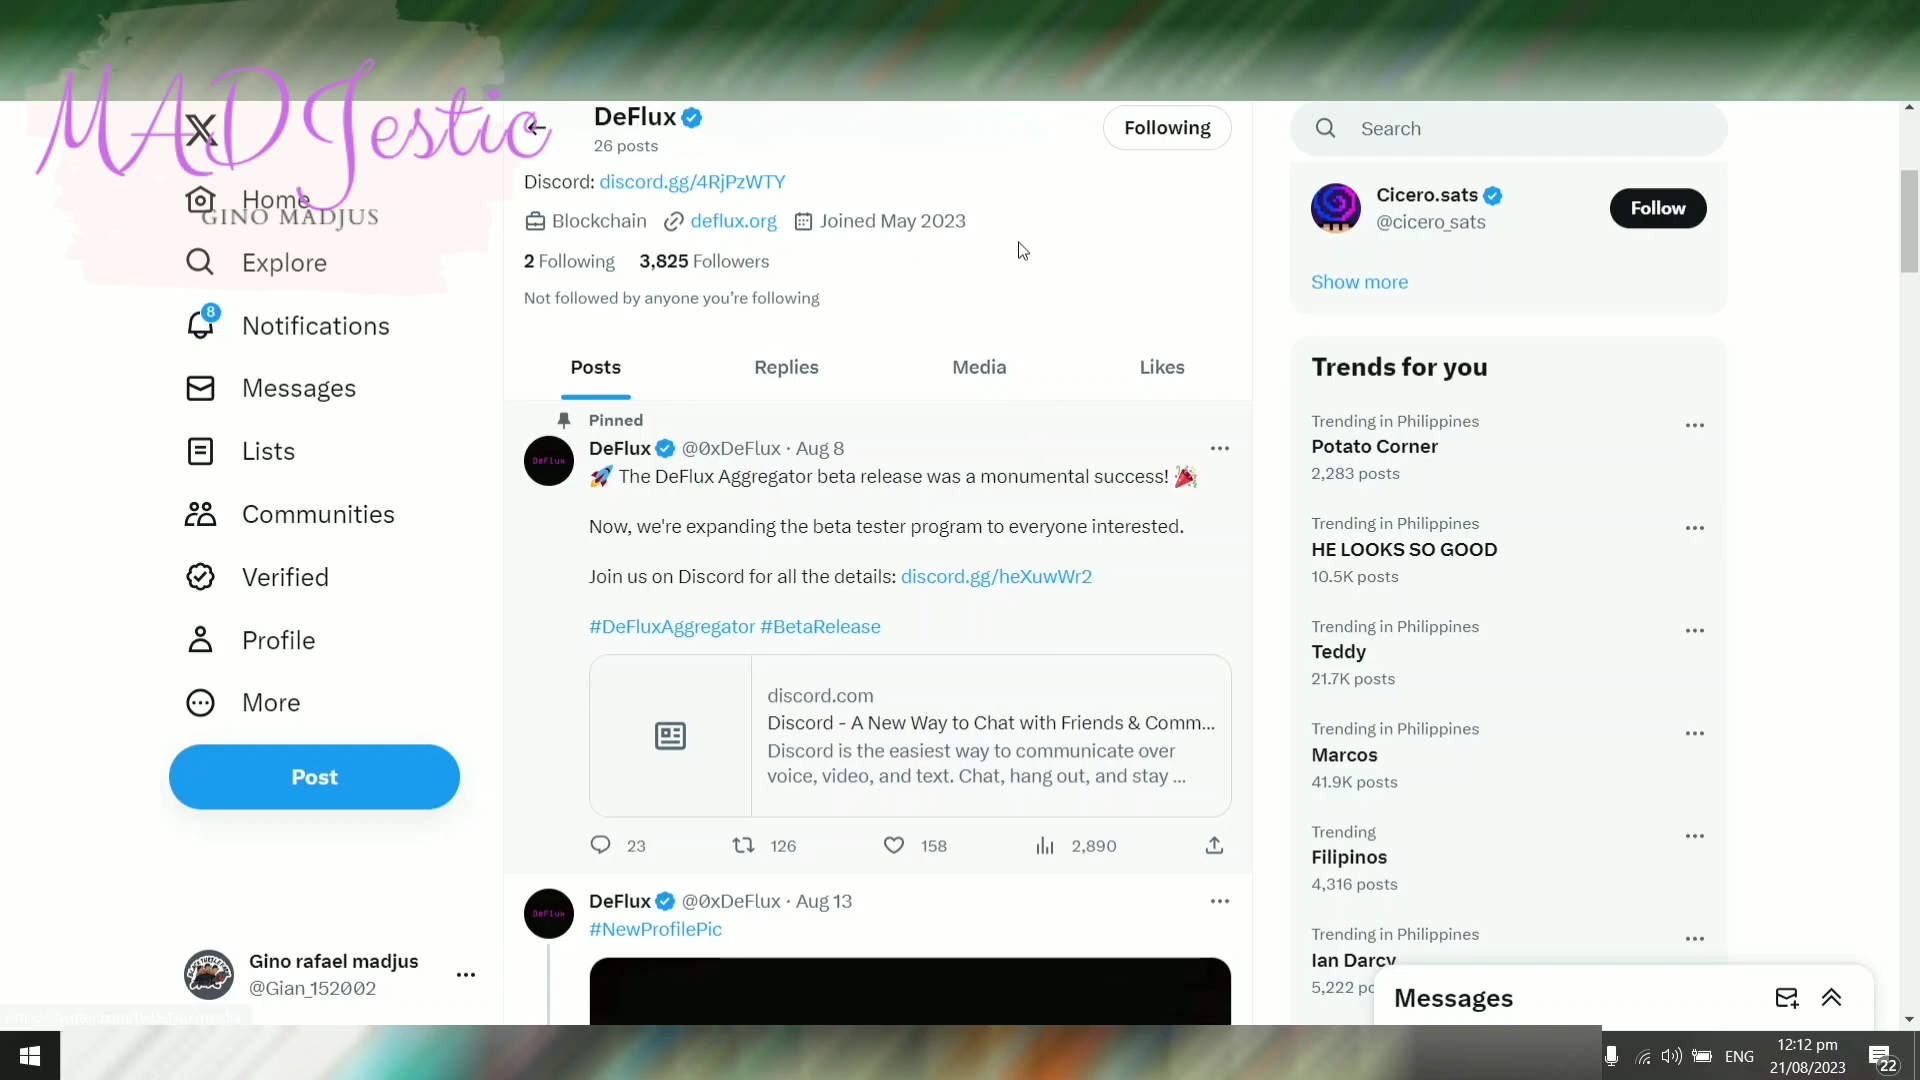 MADJestic
GINO MADJUS
Home
Explore
8
Notifications
Messages
Lists
Communities
Verified
Profile
More
Post
Gino rafael madjus
@Gian_152002
DeFlux
26 posts
Following
Discord: discord.gg/4RjPzWTY
Blockchain deflux.org Joined May 2023
2 Following 3,825 Followers
Not followed by anyone you’re following
Posts Replies Media Likes
Pinned
DeFlux @0xDeFlux · Aug 8
🚀 The DeFlux Aggregator beta release was a monumental success! 🎉
Now, we're expanding the beta tester program to everyone interested.
Join us on Discord for all the details: discord.gg/heXuwWr2
#DeFluxAggregator #BetaRelease
DeFlux
discord.com
Discord - A New Way to Chat with Friends & Comm...
Discord is the easiest way to communicate over
voice, video, and text. Chat, hang out, and stay ...
23 126 158 2,890
DeFlux @0xDeFlux · Aug 13
#NewProfilePic
DeFlux
Search
Cicero.sats
@cicero_sats
Follow
Show more
Trends for you
Trending in Philippines
Potato Corner
2,283 posts
Trending in Philippines
HE LOOKS SO GOOD
10.5K posts
Trending in Philippines
Teddy
21.7K posts
Trending in Philippines
Marcos
41.9K posts
Trending
Filipinos
4,316 posts
Trending in Philippines
Ian Darcy
5,222 po
Messages
ENG
12:12 pm
21/08/2023
22